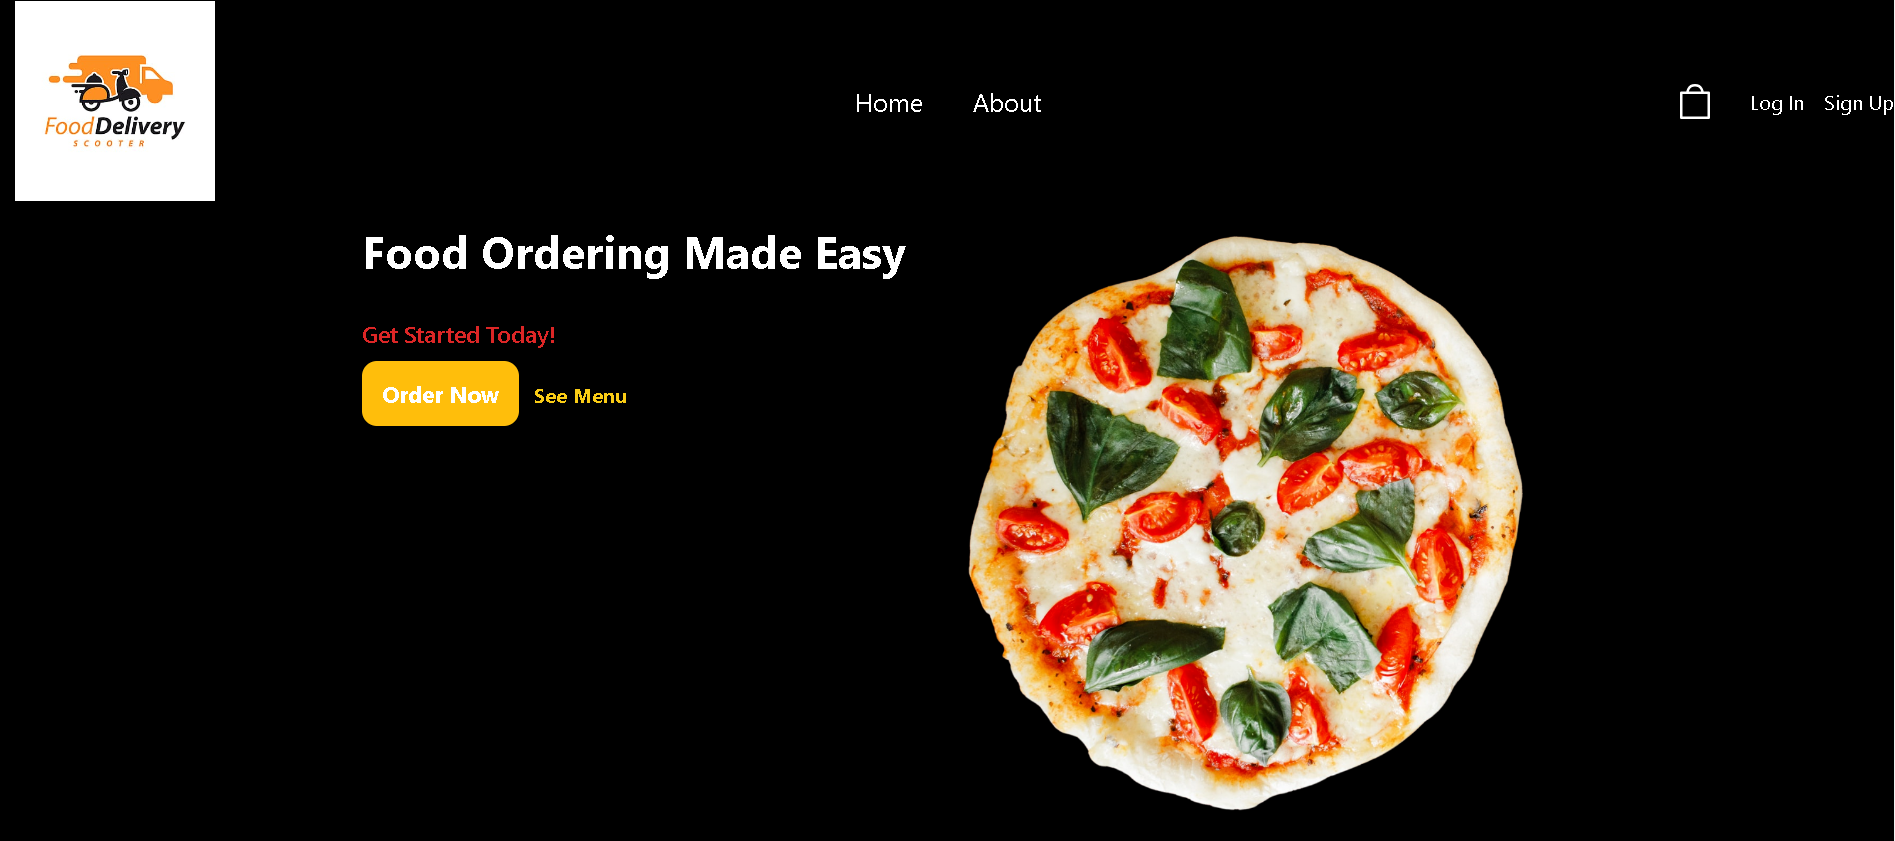 FoodDelivery
SCOOTER
Home About
Log In Sign Up
Food Ordering Made Easy
Get Started Today!
Order Now See Menu